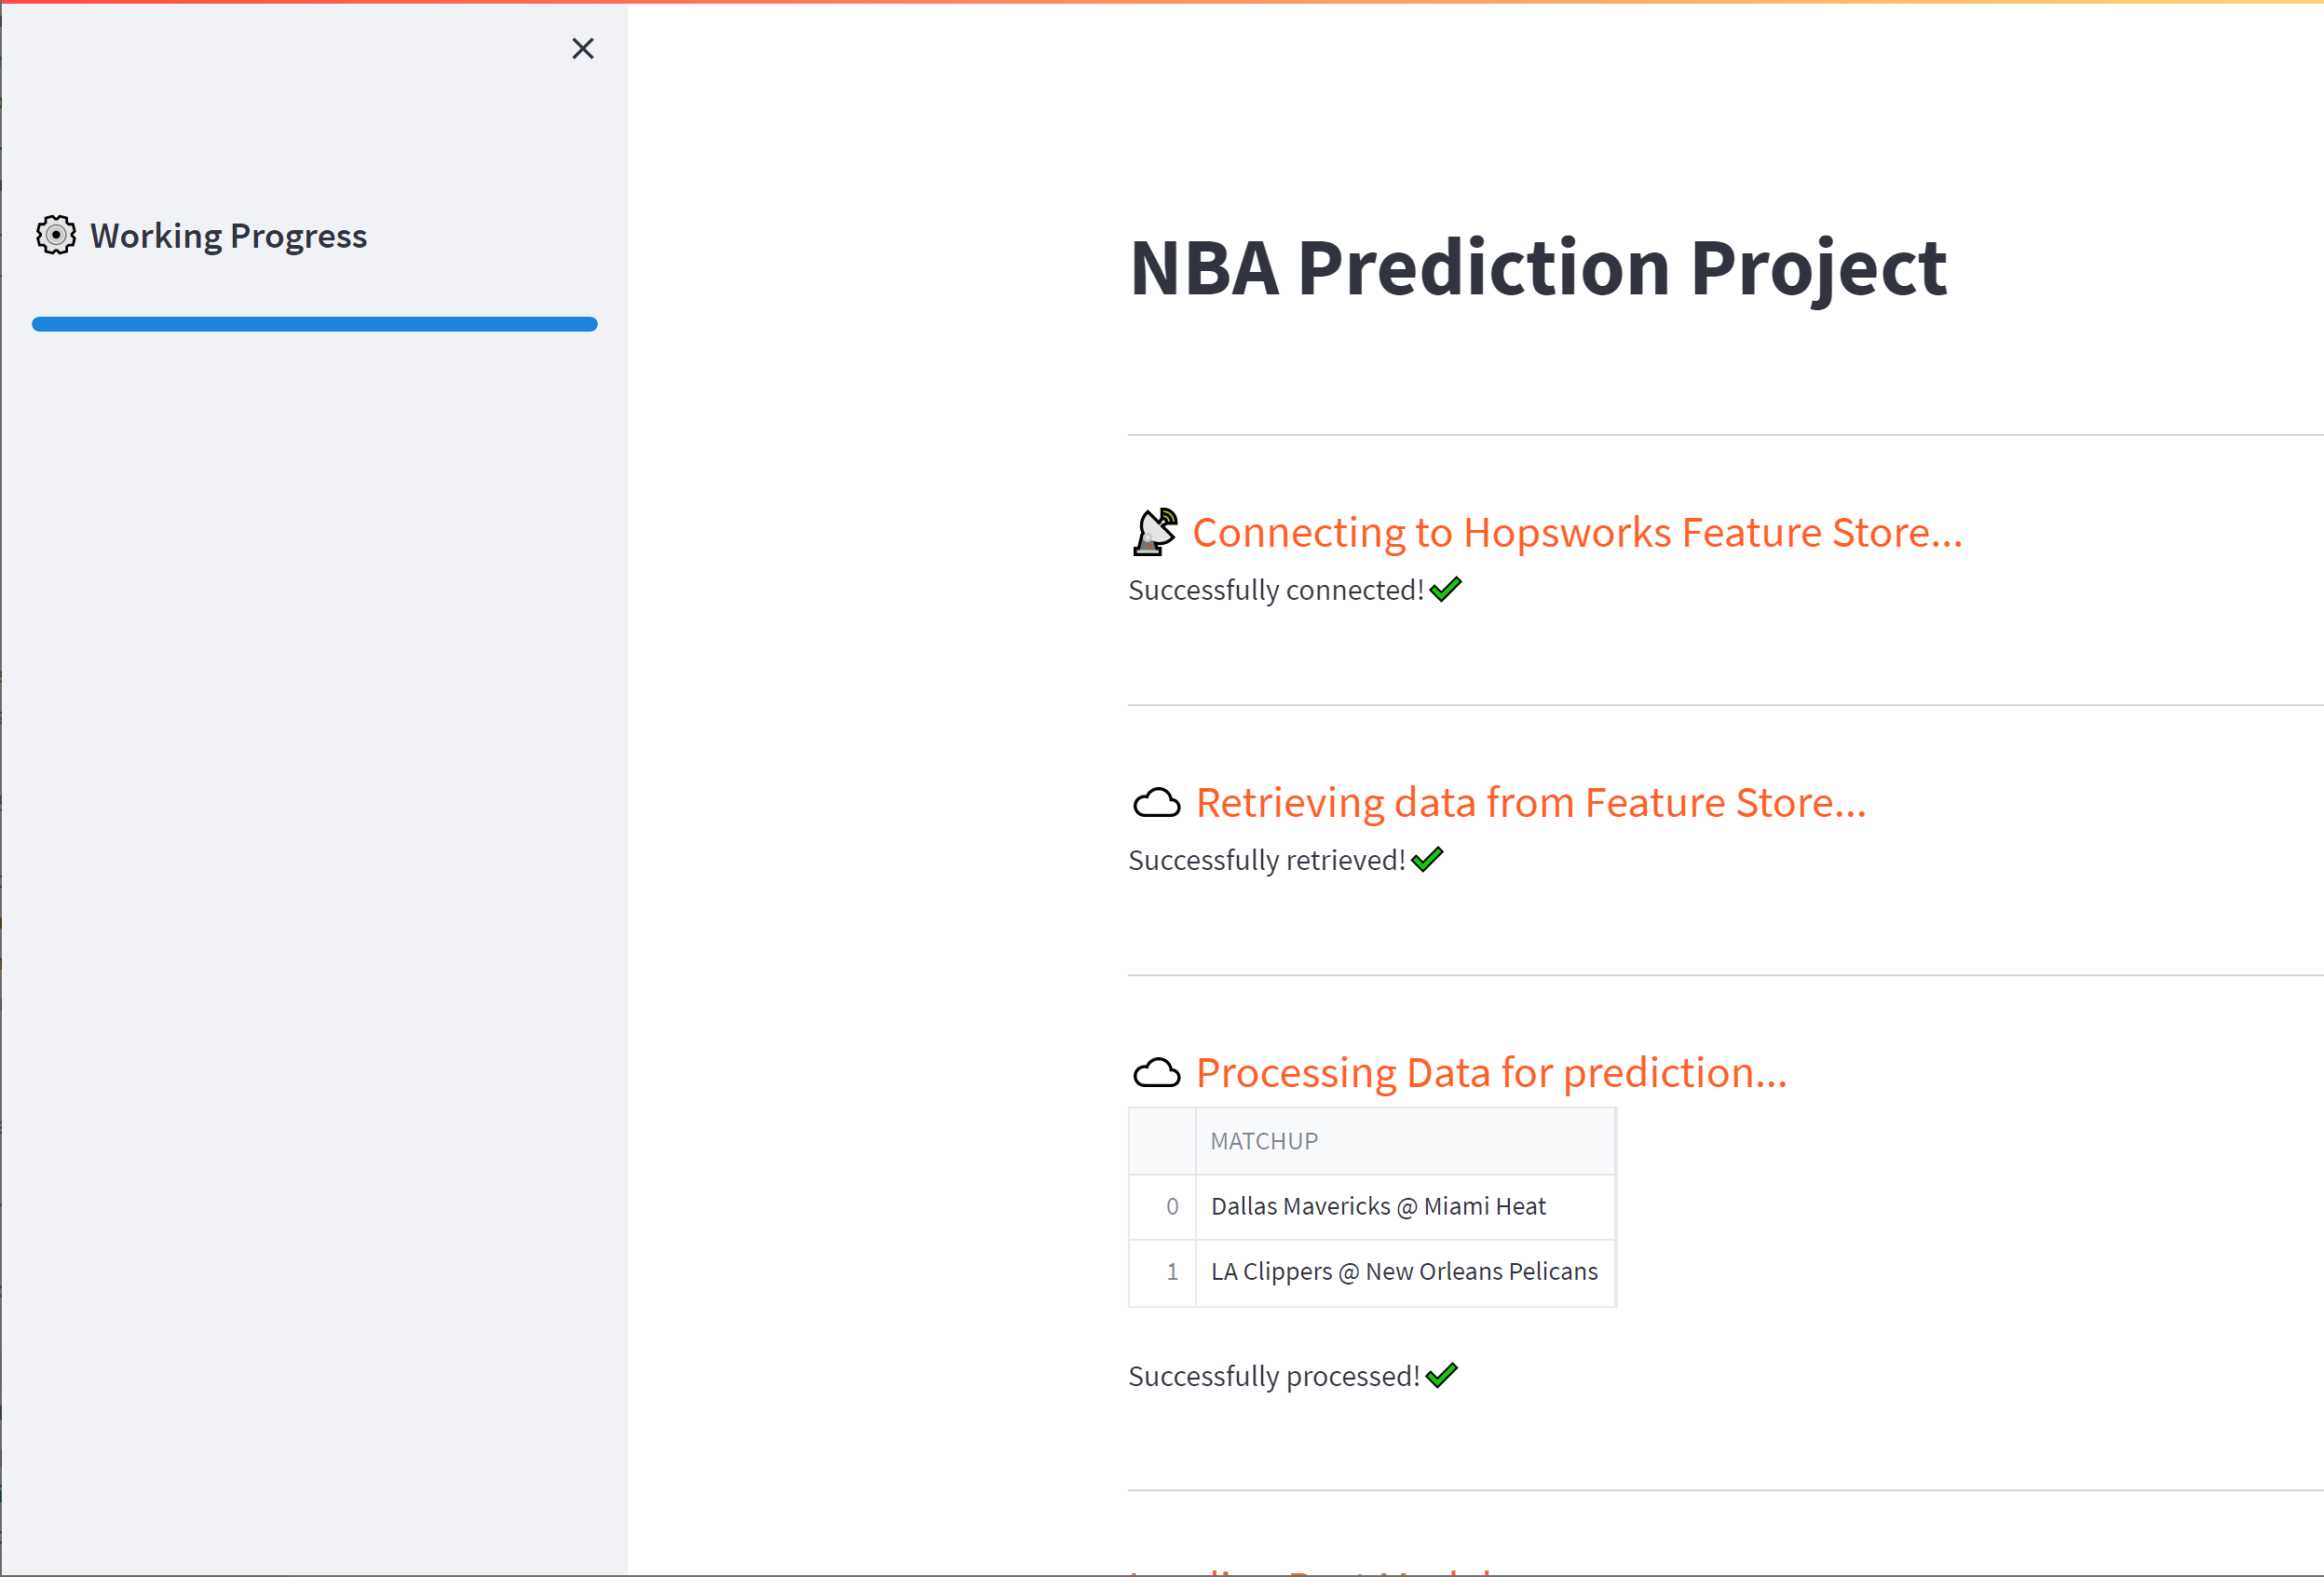 Working Progress
NBA Prediction Project
Connecting to Hopsworks Feature Store...
Successfully connected!
Retrieving data from Feature Store...
Successfully retrieved!
Processing Data for prediction...
MATCHUP
0 Dallas Mavericks @ Miami Heat
1 LA Clippers @ New Orleans Pelicans
Successfully processed!